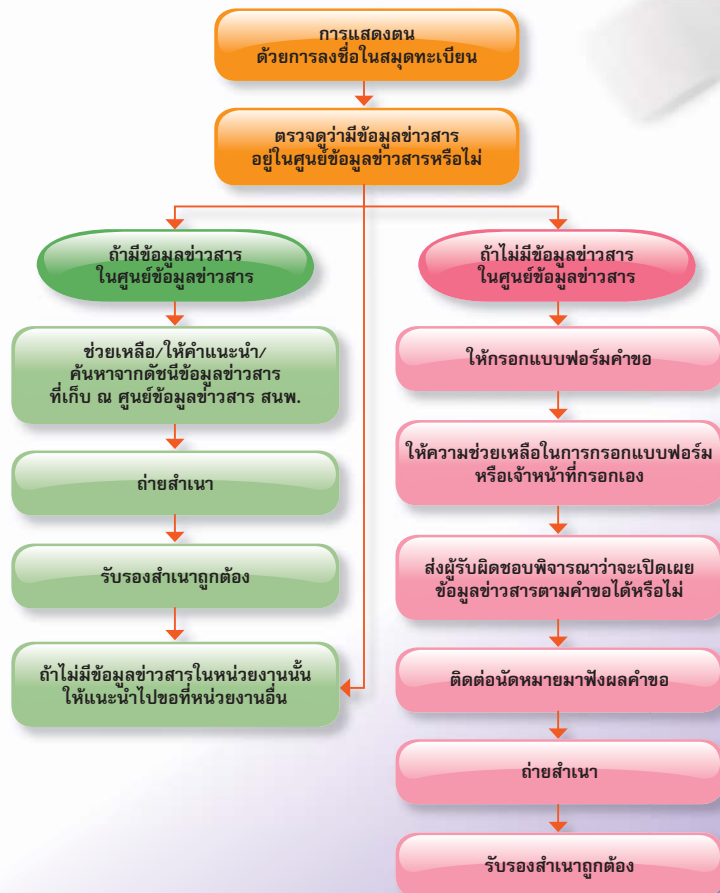 การแสดงตน
ด้วยการลงชื่อในสมุดทะเบียน
ตรวจดูว่ามีข้อมูลข่าวสาร
อยู่ในศูนย์ข้อมูลข่าวสารหรือไม่
ถ้ามีข้อมูลข่าวสาร
ในศูนย์ข้อมูลข่าวสาร
ช่วยเหลือ/ให้คำแนะนำ/
ค้นหาจากดัชนีข้อมูลข่าวสาร
ที่เก็บ ณ ศูนย์ข้อมูลข่าวสาร สนพ.
ถ่ายสำเนา
รับรองสำเนาถูกต้อง
ถ้าไม่มีข้อมูลข่าวสารในหน่วยงานนั้น
ให้แนะนำไปขอที่หน่วยงานอื่น
ถ้าไม่มีข้อมูลข่าวสาร
ในศูนย์ข้อมูลข่าวสาร
ให้กรอกแบบฟอร์มคำขอ
ให้ความช่วยเหลือในการกรอกแบบฟอร์ม
หรือเจ้าหน้าที่กรอกเอง
ส่งผู้รับผิดชอบพิจารณาว่าจะเปิดเผย
ข้อมูลข่าวสารตามคำขอได้หรือไม่
ติดต่อนัดหมายมาฟังผลคำขอ
ถ่ายสำเนา
รับรองสำเนาถูกต้อง